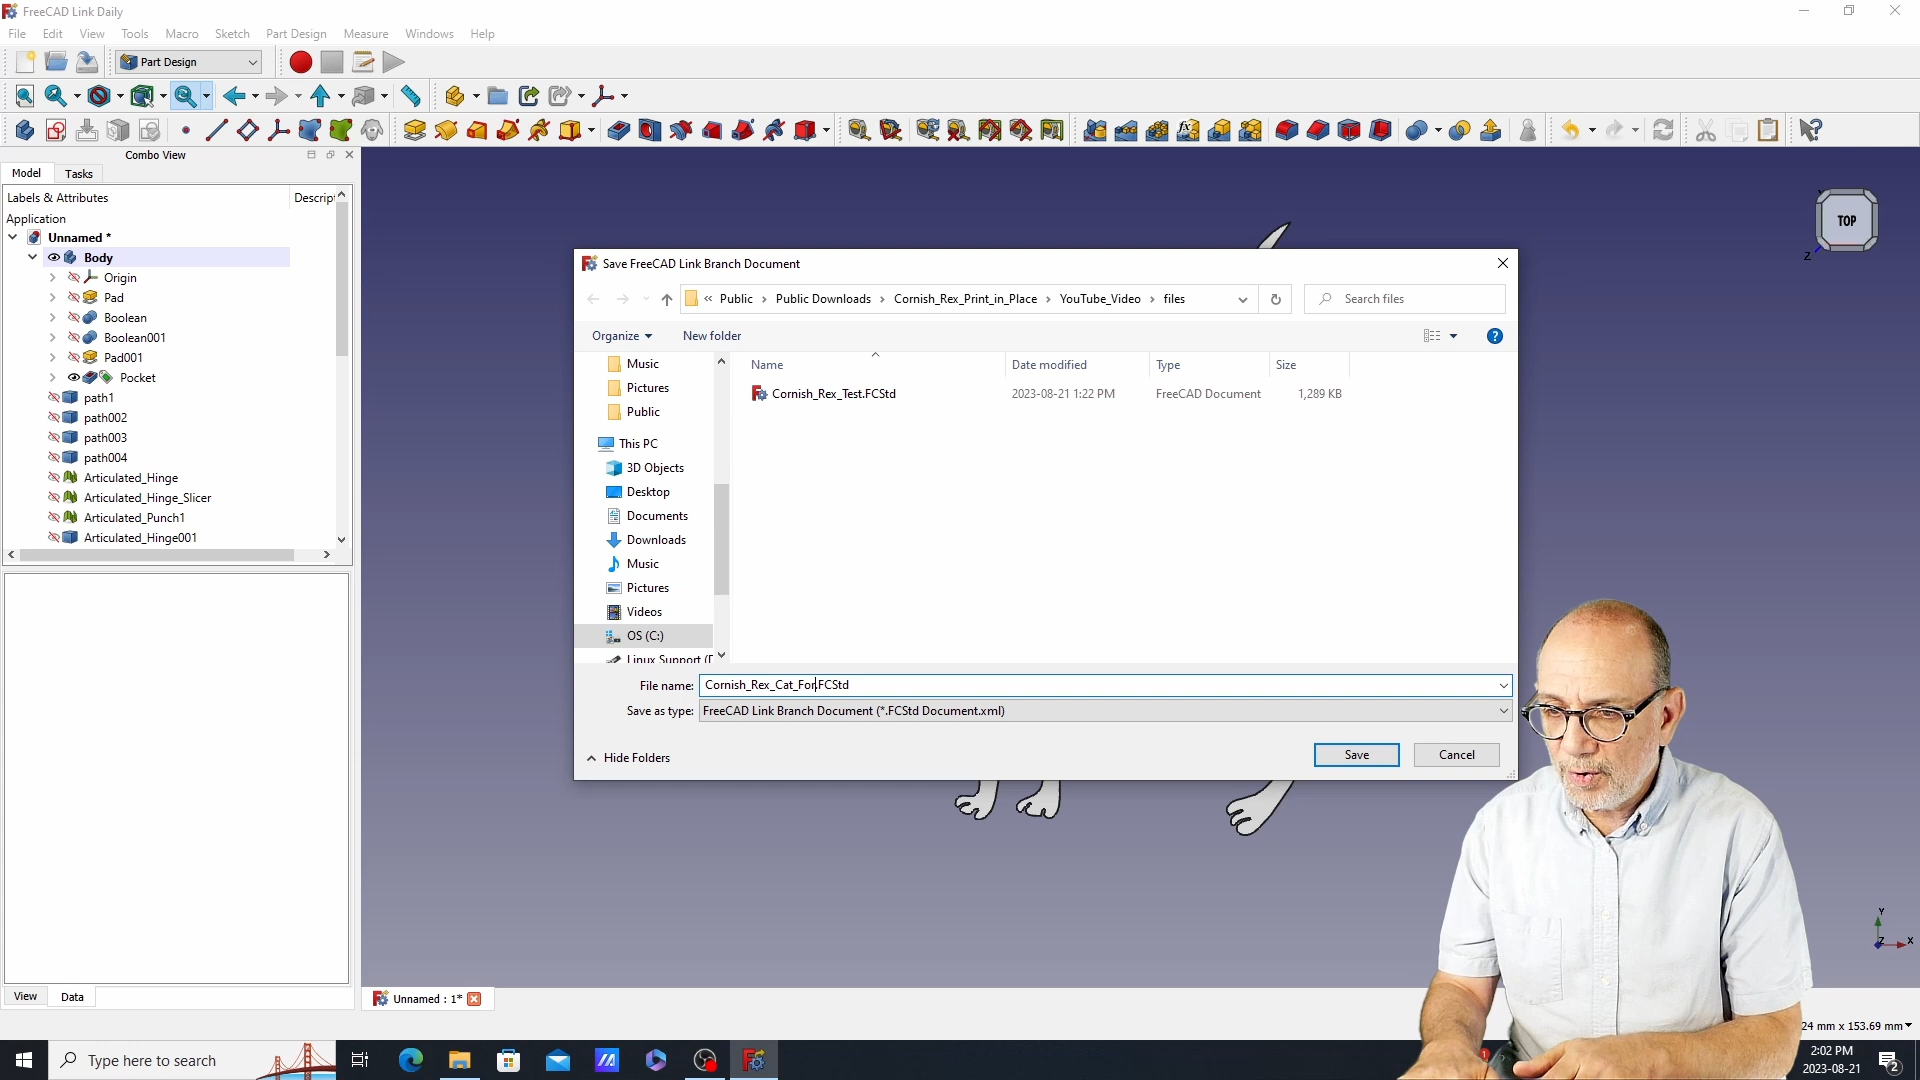 FreeCAD Link Daily
File Edit View Tools Macro Sketch Part Design Measure Windows Help
Part Design
Combo View
Model Tasks
Labels & Attributes Descript
Application
Unnamed *
Body
Origin
Pad
Boolean
Boolean001
Pad001
Pocket
path1
path002
path003
path004
Articulated_Hinge
Articulated_Hinge_Slicer
Articulated_Punch1
Articulated_Hinge001
View Data
TOP
Z
Save FreeCAD Link Branch Document
« Public > Public Downloads > Cornish_Rex_Print_in_Place > YouTube_Video > files
Search files
Organize New folder
Name Date modified Type Size
Cornish_Rex_Test.FCStd 2023-08-21 1:22 PM FreeCAD Document 1,289 KB
Music
Pictures
Public
This PC
3D Objects
Desktop
Documents
Downloads
Music
Pictures
Videos
OS (C:)
Linux Support (
File name: Cornish_Rex_Cat_For.FCStd
Save as type: FreeCAD Link Branch Document (*.FCStd Document.xml)
Hide Folders
Save Cancel
Y
Z X
Unnamed : 1*
24 mm x 153.69 mm
Type here to search
2:02 PM
2023-08-21
2